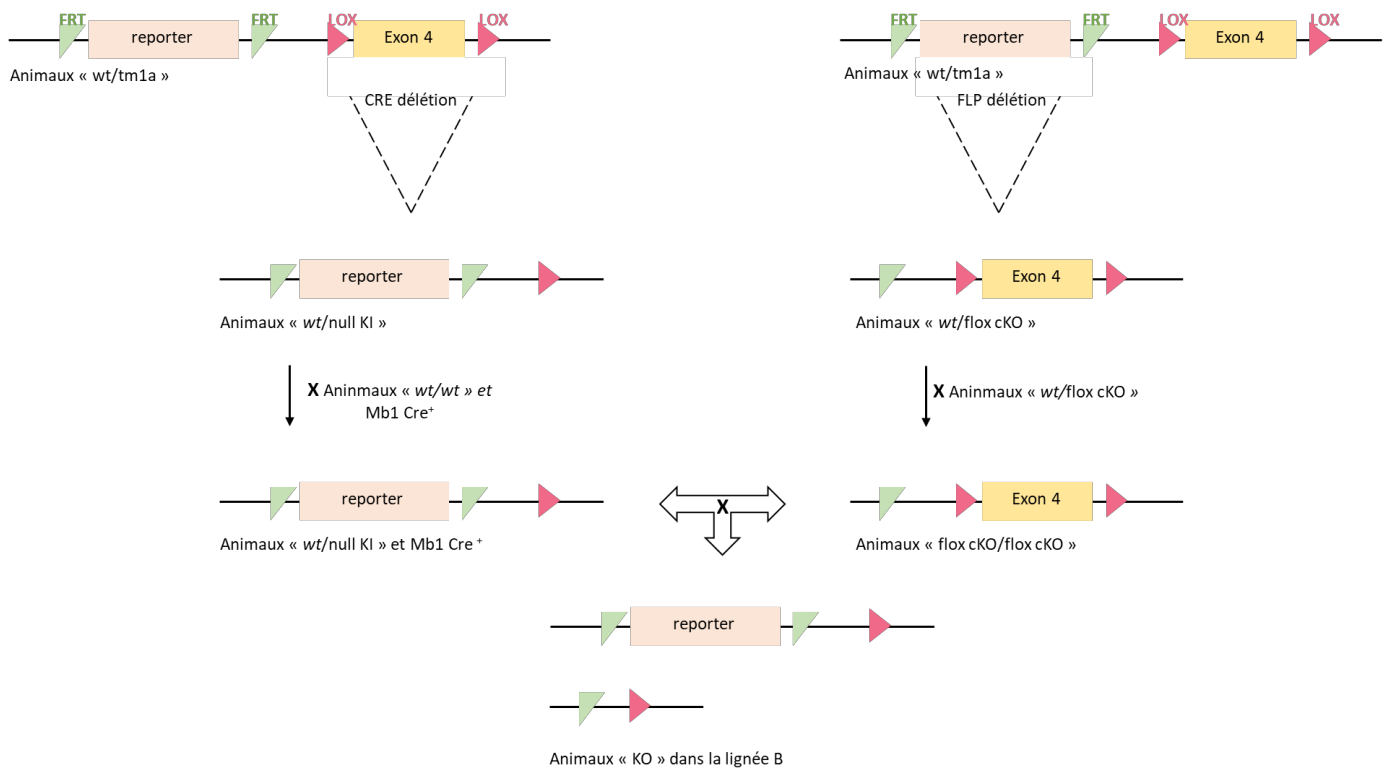 FRT
FRT
LOX
LOX
reporter
Exon 4
Animaux « wt/tm1a »
CRE délétion
FRT
FRT
LOX
LOX
reporter
Exon 4
Animaux « wt/tm1a »
FLP délétion
reporter
Animaux « wt/null KI »
Exon 4
Animaux « wt/flox cKO »
X Aninmaux « wt/wt » et
Mb1 Cre+
X Aninmaux « wt/flox cKO »
reporter
Animaux « wt/null KI » et Mb1 Cre +
X
Exon 4
Animaux « flox cKO/flox cKO »
reporter
Animaux « KO » dans la lignée B